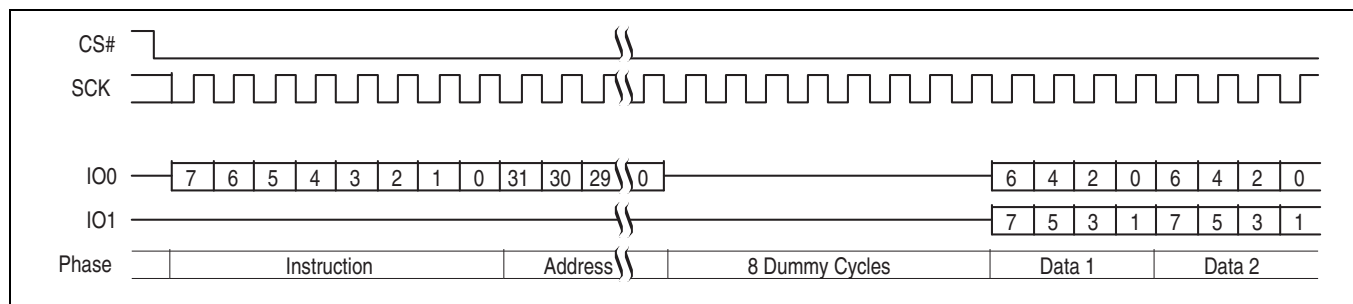 CS#
SCK
IO0 7 6 5 4 3 2 1 0 31 30 29 0 6 4 2 0 6 4 2 0
IO1 7 5 3 1 7 5 3 1
Phase Instruction Address 8 Dummy Cycles Data 1 Data 2